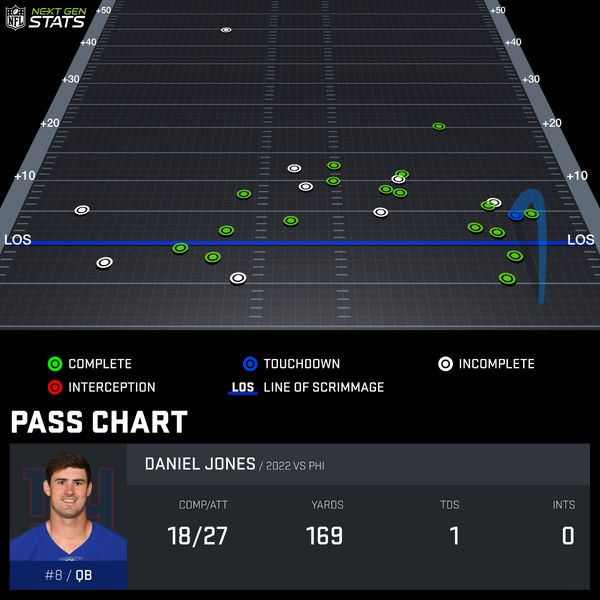 NFL NEXT GEN STATS
+50 +50
+40 +40
+30 +30
+20 +20
+10 +10
LOS LOS
COMPLETE TOUCHDOWN INCOMPLETE
INTERCEPTION LOS LINE OF SCRIMMAGE
PASS CHART
DANIEL JONES / 2022 VS PHI
COMP/ATT YARDS TDS INTS
18/27 169 1 0
#8 / QB